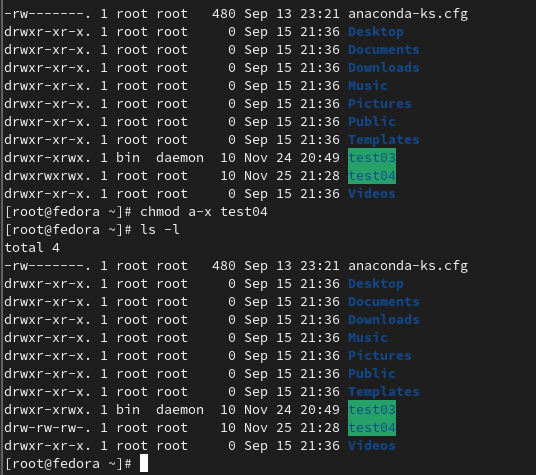 -rw-------. 1 root root   480 Sep 13 23:21 anaconda-ks.cfg
drwxr-xr-x. 1 root root     0 Sep 15 21:36 Desktop
drwxr-xr-x. 1 root root     0 Sep 15 21:36 Documents
drwxr-xr-x. 1 root root     0 Sep 15 21:36 Downloads
drwxr-xr-x. 1 root root     0 Sep 15 21:36 Music
drwxr-xr-x. 1 root root     0 Sep 15 21:36 Pictures
drwxr-xr-x. 1 root root     0 Sep 15 21:36 Public
drwxr-xr-x. 1 root root     0 Sep 15 21:36 Templates
drwxr-xrwx. 1 bin  daemon  10 Nov 24 20:49 test03
drwxrwxrwx. 1 root root    10 Nov 25 21:28 test04
drwxr-xr-x. 1 root root     0 Sep 15 21:36 Videos
[root@fedora ~]# chmod a-x test04
[root@fedora ~]# ls -l
total 4
-rw-------. 1 root root   480 Sep 13 23:21 anaconda-ks.cfg
drwxr-xr-x. 1 root root     0 Sep 15 21:36 Desktop
drwxr-xr-x. 1 root root     0 Sep 15 21:36 Documents
drwxr-xr-x. 1 root root     0 Sep 15 21:36 Downloads
drwxr-xr-x. 1 root root     0 Sep 15 21:36 Music
drwxr-xr-x. 1 root root     0 Sep 15 21:36 Pictures
drwxr-xr-x. 1 root root     0 Sep 15 21:36 Public
drwxr-xr-x. 1 root root     0 Sep 15 21:36 Templates
drwxr-xrwx. 1 bin  daemon  10 Nov 24 20:49 test03
drw-rw-rw-. 1 root root    10 Nov 25 21:28 test04
drwxr-xr-x. 1 root root     0 Sep 15 21:36 Videos
[root@fedora ~]#